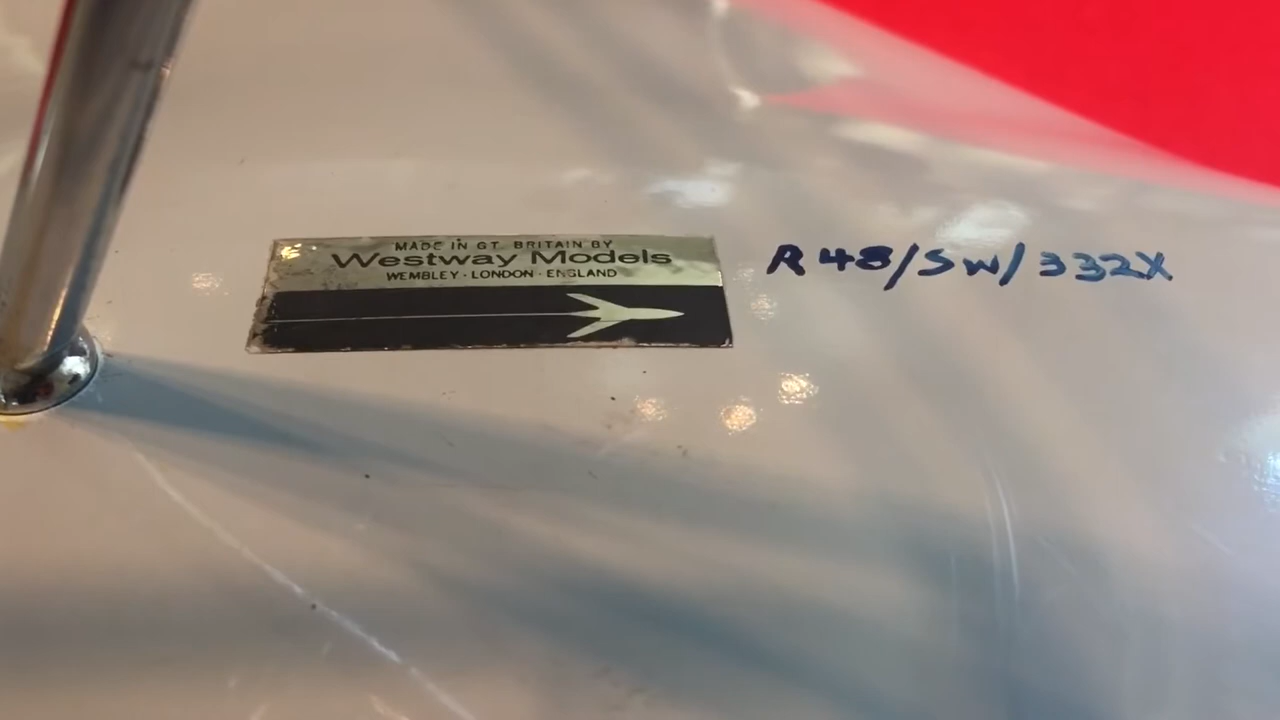 MADE IN GT. BRITAIN BY
Westway Models
WEMBLEY · LONDON · ENGLAND
R48/SW/332X